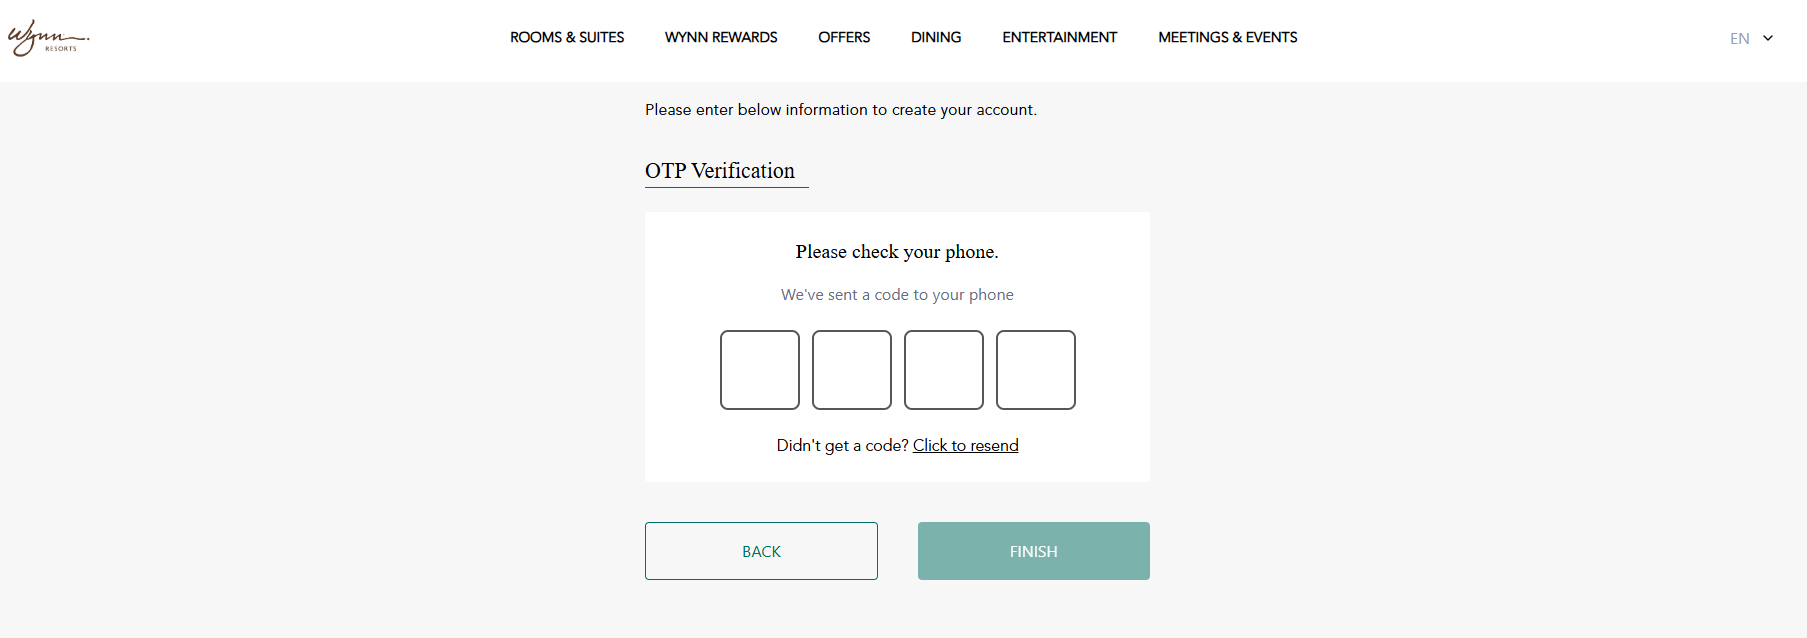 Wynn
RESORTS
ROOMS & SUITES WYNN REWARDS OFFERS DINING ENTERTAINMENT MEETINGS & EVENTS EN
Please enter below information to create your account.
OTP Verification
Please check your phone.
We've sent a code to your phone
Didn't get a code? Click to resend
BACK FINISH